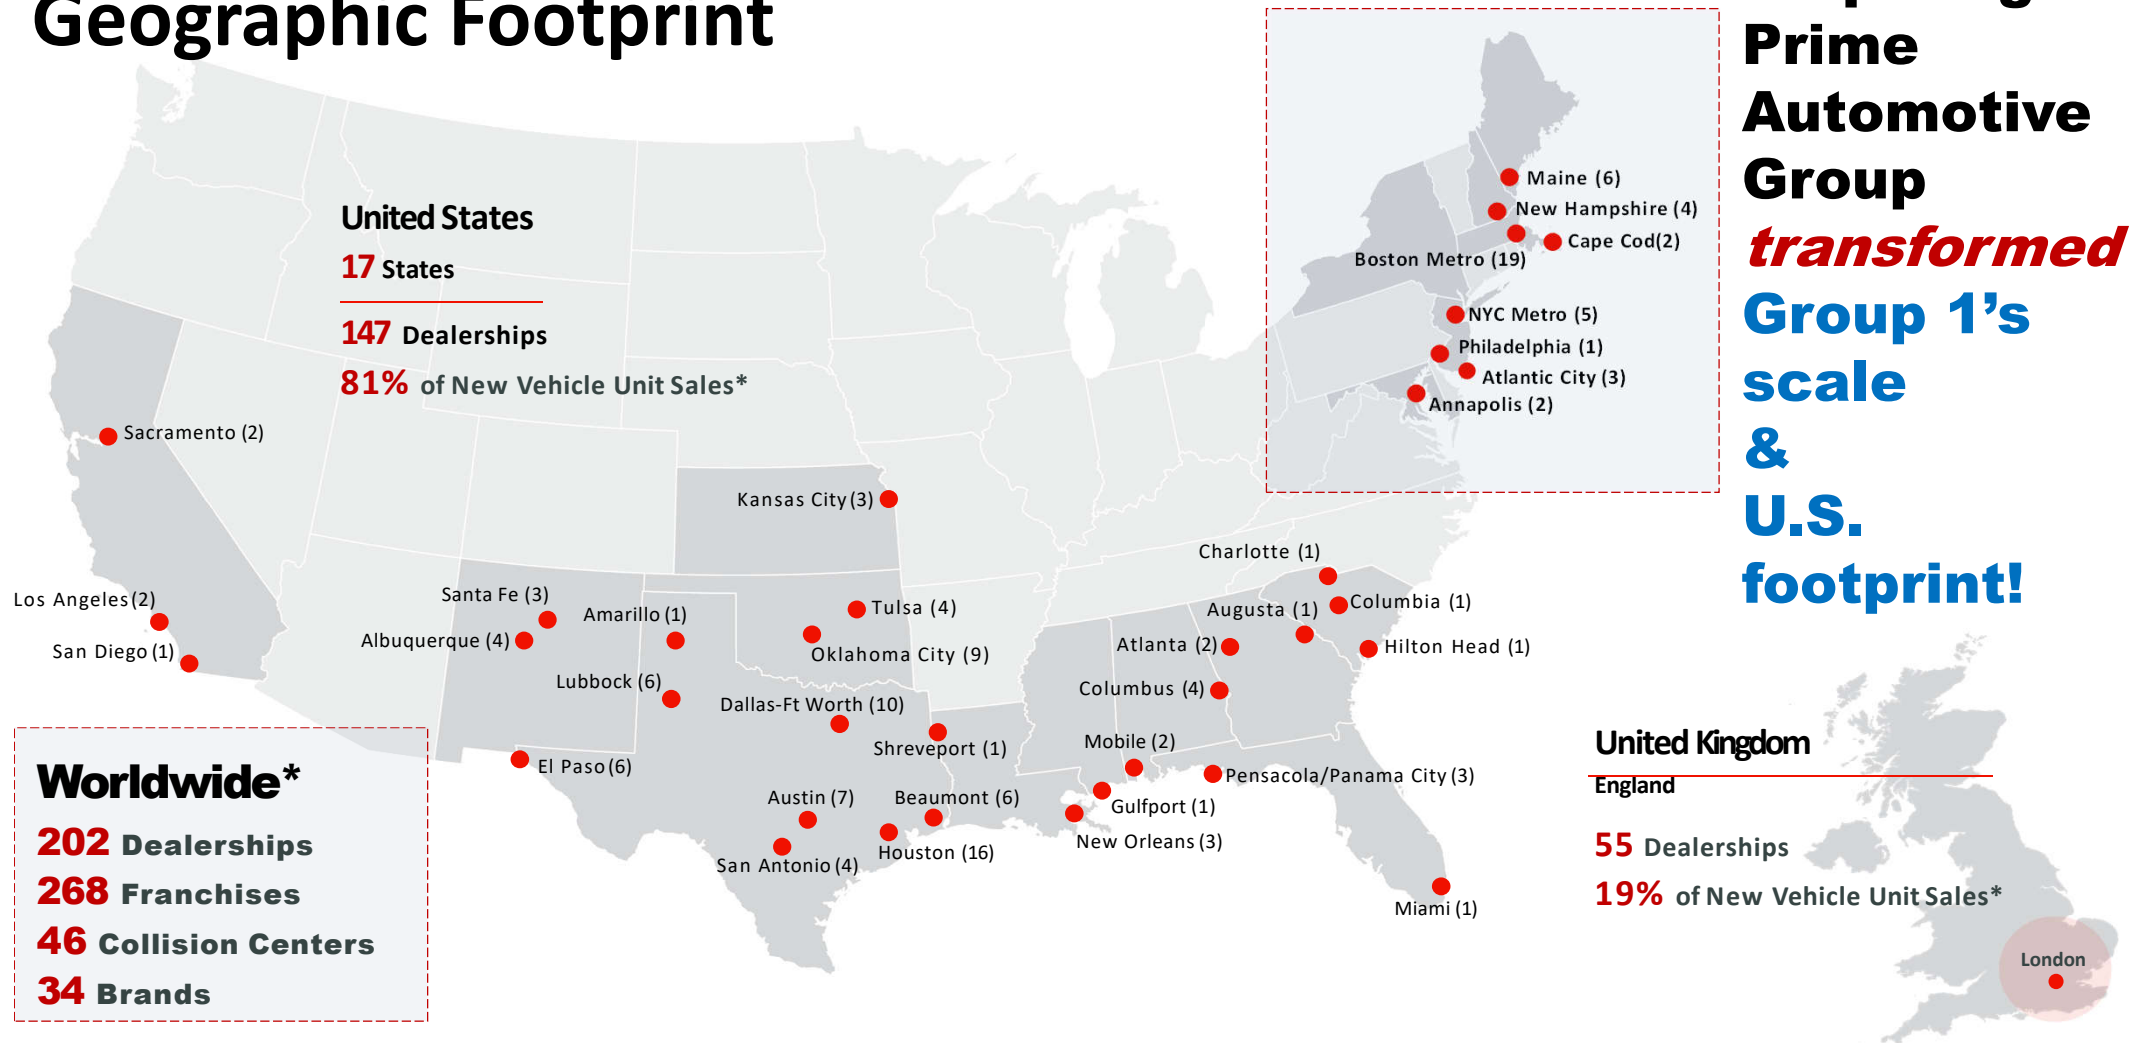 Geographic Footprint
Prime
Automotive
Group
transformed
Group 1’s
scale
&
U.S.
footprint!
United States
17 States
147 Dealerships
81% of New Vehicle Unit Sales*
Maine (6)
New Hampshire (4)
Cape Cod(2)
Boston Metro (19)
NYC Metro (5)
Philadelphia (1)
Atlantic City (3)
Annapolis (2)
Sacramento (2)
Kansas City (3)
Charlotte (1)
Los Angeles (2)
Santa Fe (3)
Amarillo (1)
Tulsa (4)
Augusta (1)
Columbia (1)
San Diego (1)
Albuquerque (4)
Oklahoma City (9)
Atlanta (2)
Hilton Head (1)
Lubbock (6)
Columbus (4)
Dallas-Ft Worth (10)
Shreveport (1)
Mobile (2)
El Paso (6)
Pensacola/Panama City (3)
Austin (7)
Beaumont (6)
Gulfport (1)
New Orleans (3)
San Antonio (4)
Houston (16)
Miami (1)
Worldwide*
202 Dealerships
268 Franchises
46 Collision Centers
34 Brands
United Kingdom
England
55 Dealerships
19% of New Vehicle Unit Sales*
London